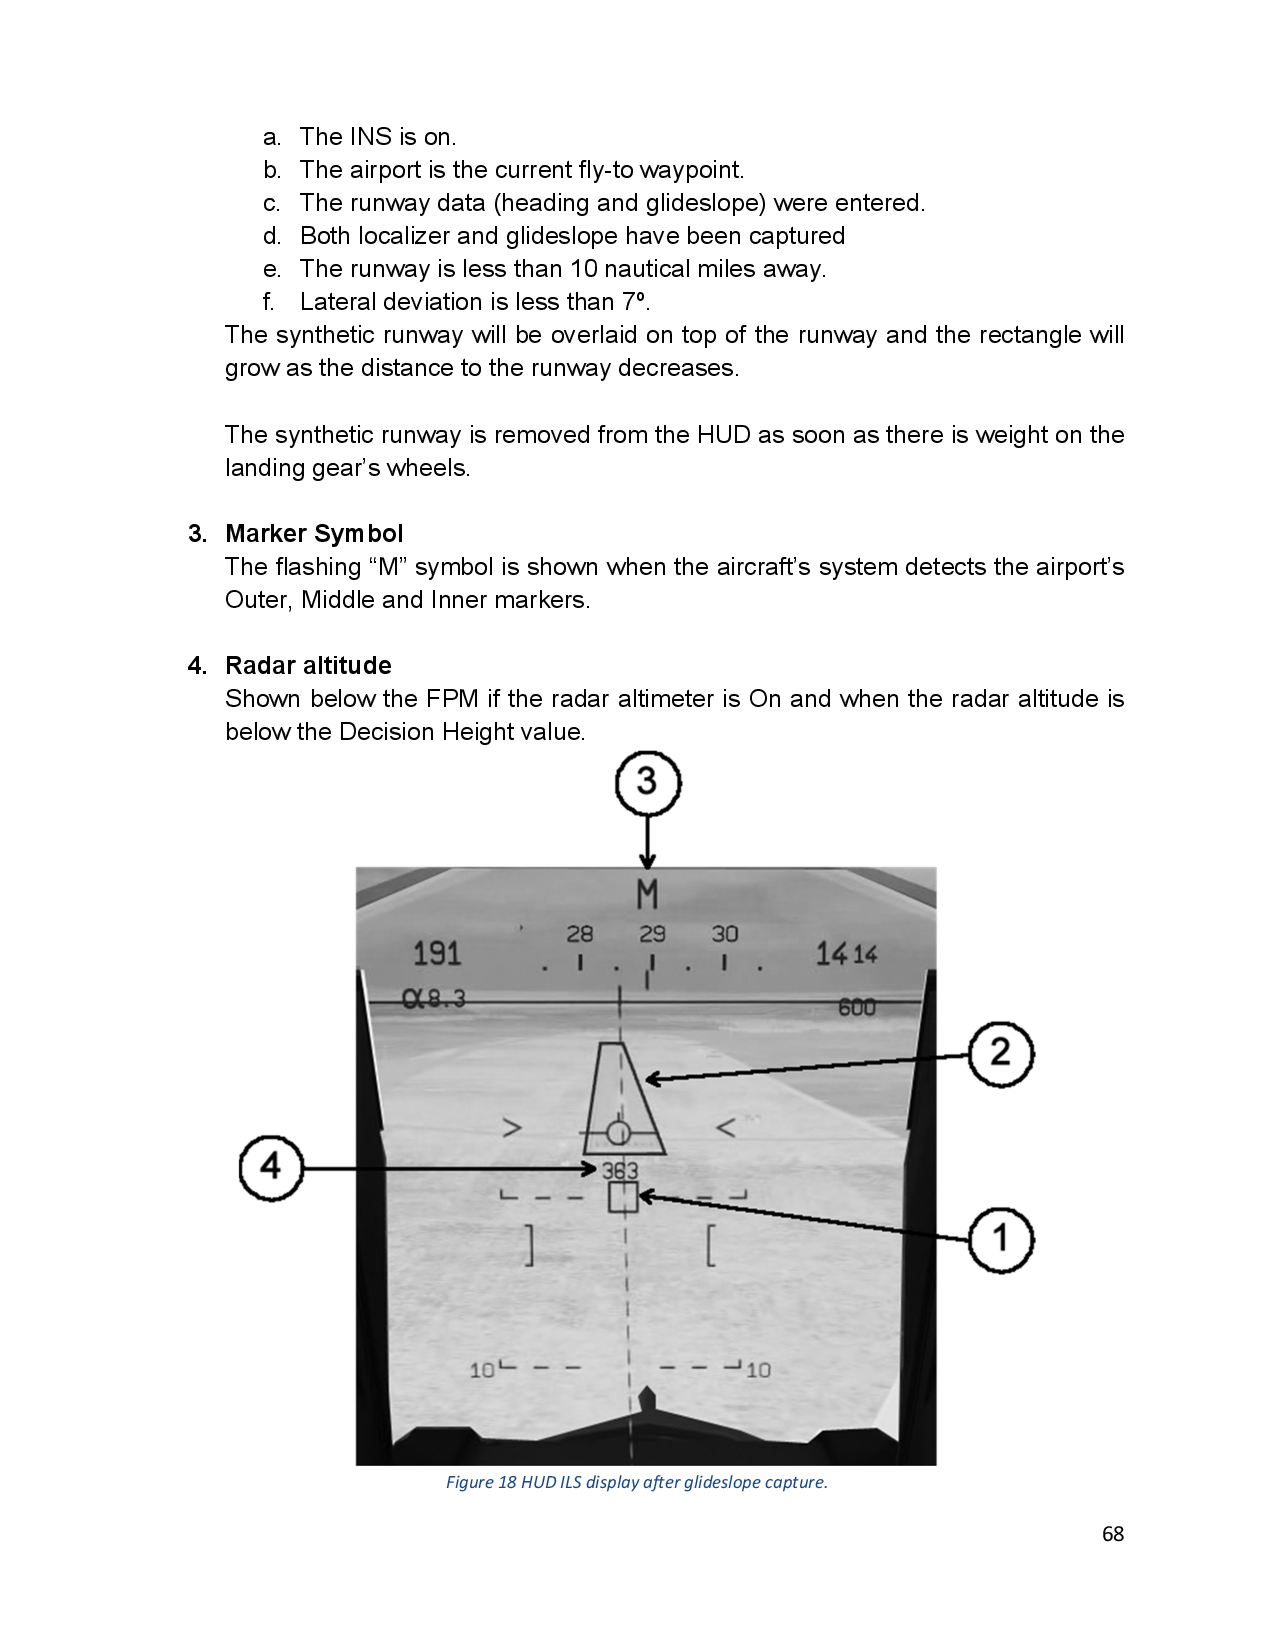 a. The INS is on.
b. The airport is the current fly-to waypoint.
c. The runway data (heading and glideslope) were entered.
d. Both localizer and glideslope have been captured
e. The runway is less than 10 nautical miles away.
f. Lateral deviation is less than 7º.
The synthetic runway will be overlaid on top of the runway and the rectangle will
grow as the distance to the runway decreases.
The synthetic runway is removed from the HUD as soon as there is weight on the
landing gear’s wheels.
3. Marker Symbol
The flashing “M” symbol is shown when the aircraft’s system detects the airport’s
Outer, Middle and Inner markers.
4. Radar altitude
Shown below the FPM if the radar altimeter is On and when the radar altitude is
below the Decision Height value.
3
M
28 29 30
191 14 14
α8.3 600
2
> <
4 363
1
] [
10 10
Figure 18 HUD ILS display after glideslope capture.
68